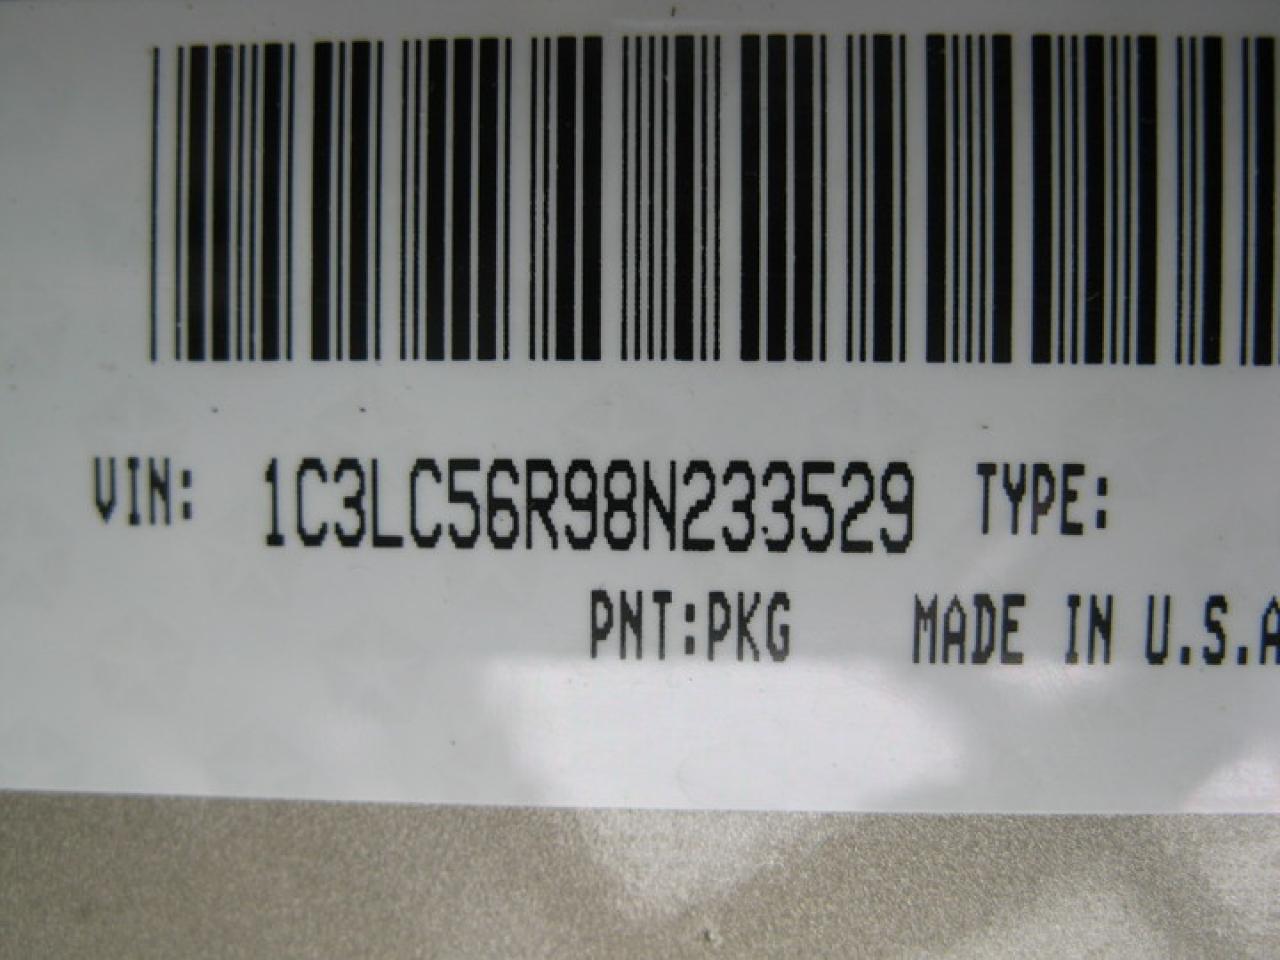 VIN: 1C3LC56R98N233529 TYPE:
PNT:PKG MADE IN U.S.A